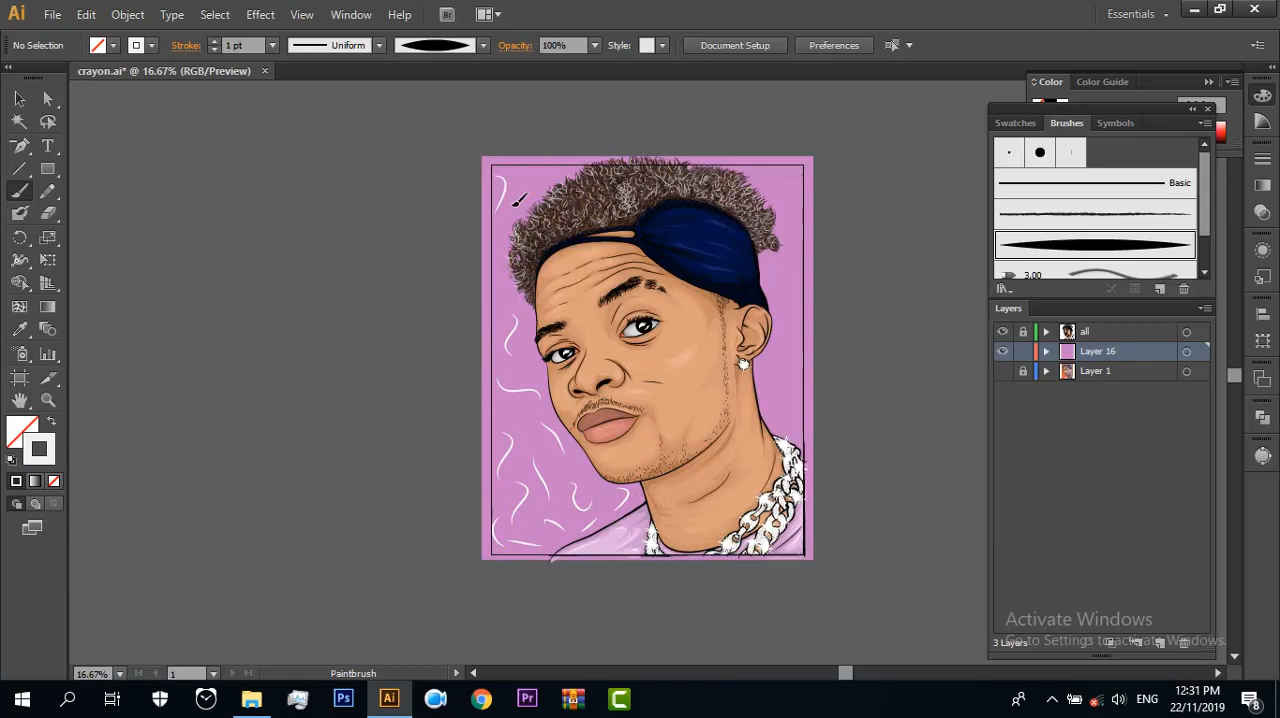 Ai File Edit Object Type Select Effect View Window Help Br Essentials
No Selection Stroke: 1 pt Uniform Opacity: 100% Style: Document Setup Preferences
crayon.ai* @ 16.67% (RGB/Preview)
Color Color Guide
Swatches Brushes Symbols
Basic
3.00
Layers
all
Layer 16
Layer 1
Activate Windows
Go to Settings to activate Windows.
3 Layers
16.67% 1 Paintbrush
Ps Ai Pr ENG 12:31 PM
22/11/2019 8